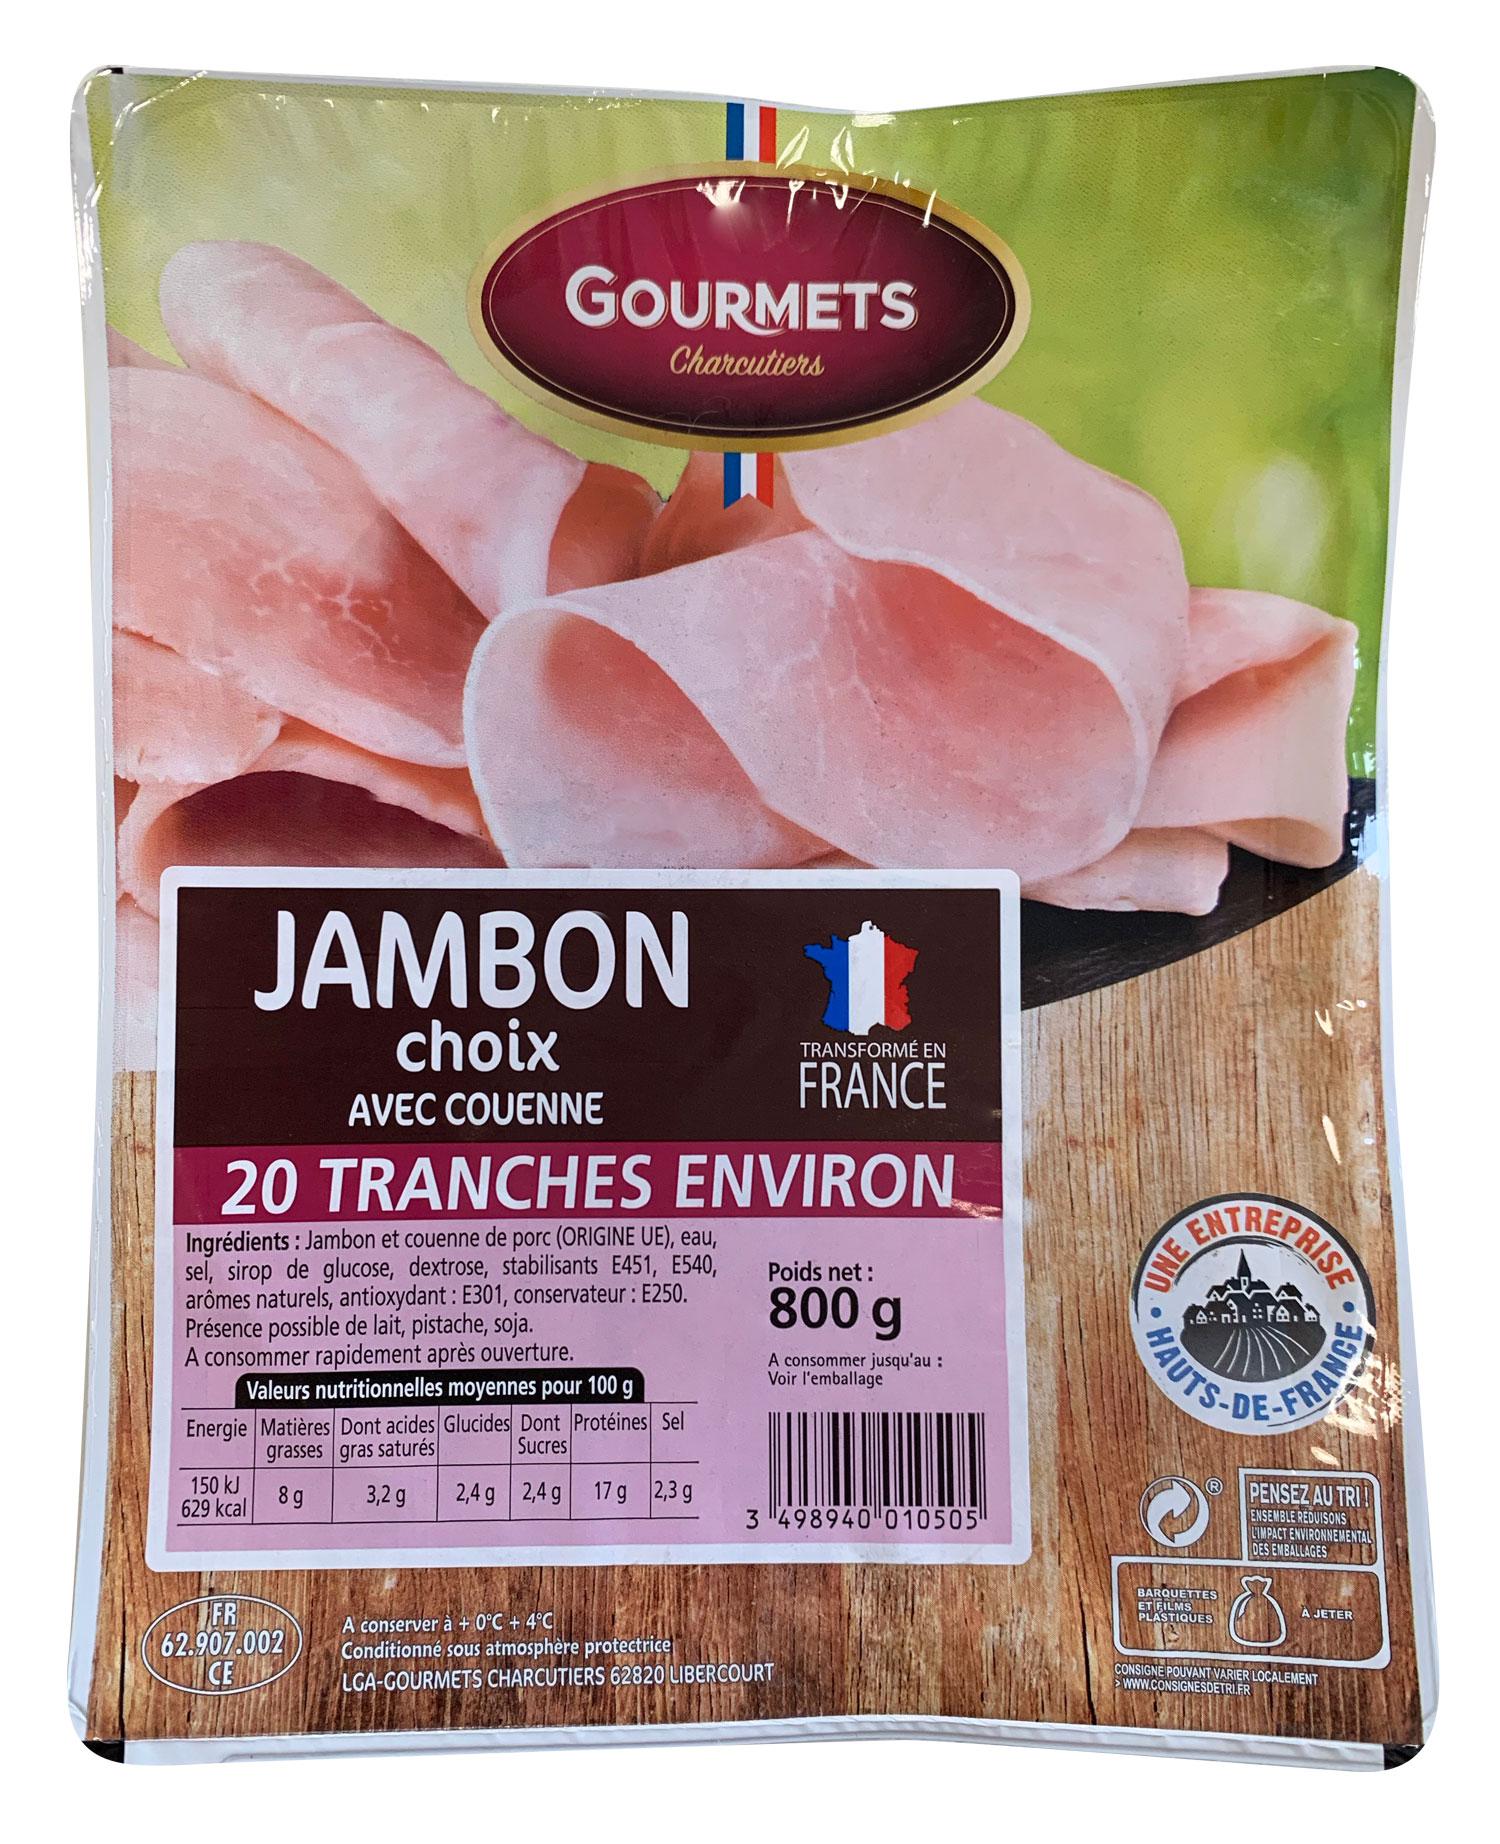 GOURMETS
Charcutiers
JAMBON
choix
AVEC COUENNE
TRANSFORMÉ EN
FRANCE
20 TRANCHES ENVIRON
Ingrédients : Jambon et couenne de porc (ORIGINE UE), eau,
sel, sirop de glucose, dextrose, stabilisants E451, E540,
arômes naturels, antioxydant : E301, conservateur : E250.
Présence possible de lait, pistache, soja.
A consommer rapidement après ouverture.
Valeurs nutritionnelles moyennes pour 100 g
Energie Matières grasses Dont acides gras saturés Glucides Dont Sucres Protéines Sel
150 kJ 629 kcal 8 g 3,2 g 2,4 g 2,4 g 17 g 2,3 g
Poids net :
800 g
A consommer jusqu'au :
Voir l'emballage
3 498940 010505
UNE ENTREPRISE
HAUTS-DE-FRANCE
®
PENSEZ AU TRI !
ENSEMBLE RÉDUISONS
L'IMPACT ENVIRONNEMENTAL
DES EMBALLAGES
BARQUETTES
ET FILMS
PLASTIQUES
À JETER
CONSIGNE POUVANT VARIER LOCALEMENT
> WWW.CONSIGNESDETRI.FR
FR
62.907.002
CE
A conserver à + 0°C + 4°C
Conditionné sous atmosphère protectrice
LGA-GOURMETS CHARCUTIERS 62820 LIBERCOURT